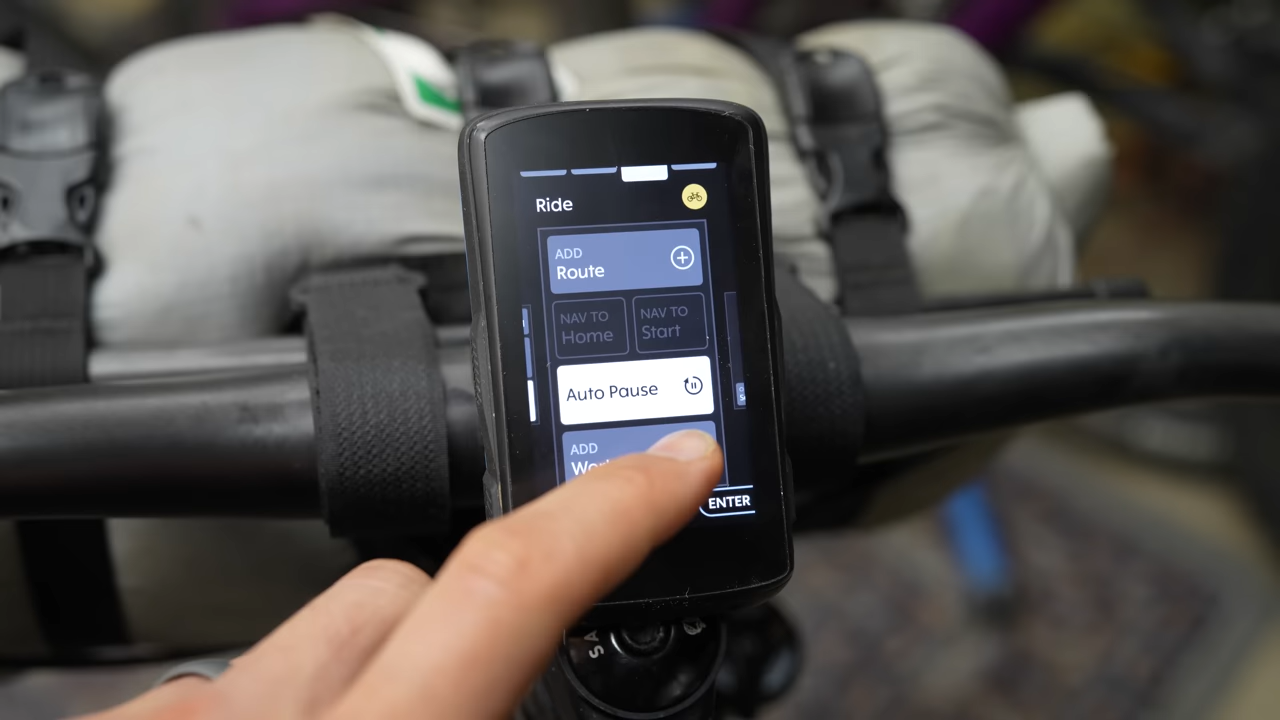 Ride
ADD
Route
NAV TO
Home
NAV TO
Start
Auto Pause
ADD
ENTER